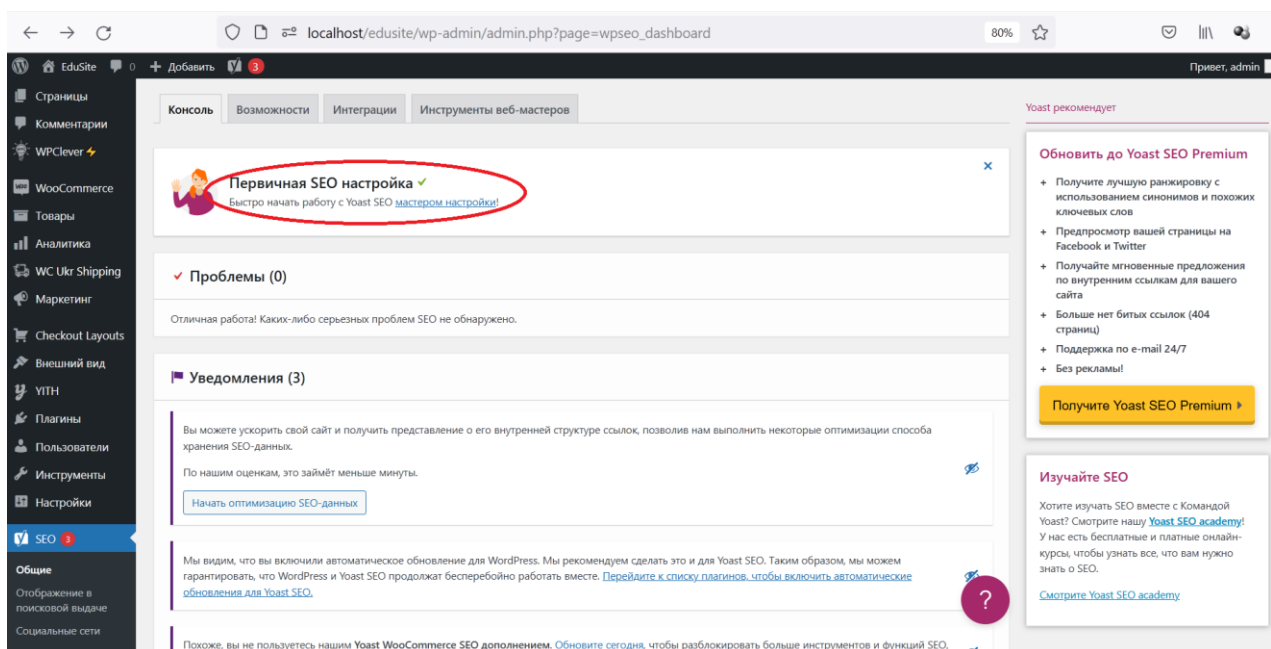 localhost/edusite/wp-admin/admin.php?page=wpseo_dashboard
80%
EduSite
0
+ Добавить
3
Привет, admin
Страницы
Комментарии
WPClever
WooCommerce
Товары
Аналитика
WC Ukr Shipping
Маркетинг
Checkout Layouts
Внешний вид
YITH
Плагины
Пользователи
Инструменты
Настройки
SEO 3
Общие
Отображение в
поисковой выдаче
Социальные сети
Консоль
Возможности
Интеграции
Инструменты веб-мастеров
Первичная SEO настройка
Быстро начать работу с Yoast SEO мастером настройки!
Проблемы (0)
Отличная работа! Каких-либо серьезных проблем SEO не обнаружено.
Уведомления (3)
Вы можете ускорить свой сайт и получить представление о его внутренней структуре ссылок, позволив нам выполнить некоторые оптимизации способа
хранения SEO-данных.
По нашим оценкам, это займёт меньше минуты.
Начать оптимизацию SEO-данных
Мы видим, что вы включили автоматическое обновление для WordPress. Мы рекомендуем сделать это и для Yoast SEO. Таким образом, мы можем
гарантировать, что WordPress и Yoast SEO продолжат бесперебойно работать вместе. Перейдите к списку плагинов, чтобы включить автоматические
обновления для Yoast SEO.
Похоже, вы не пользуетесь нашим Yoast WooCommerce SEO дополнением. Обновите сегодня, чтобы разблокировать больше инструментов и функций SEO,
?
Yoast рекомендует
Обновить до Yoast SEO Premium
+ Получите лучшую ранжировку с
использованием синонимов и похожих
ключевых слов
+ Предпросмотр вашей страницы на
Facebook и Twitter
+ Получайте мгновенные предложения
по внутренним ссылкам для вашего
сайта
+ Больше нет битых ссылок (404
страниц)
+ Поддержка по e-mail 24/7
+ Без рекламы!
Получите Yoast SEO Premium
Изучайте SEO
Хотите изучать SEO вместе с Командой
Yoast? Смотрите нашу Yoast SEO academy!
У нас есть бесплатные и платные онлайн-
курсы, чтобы узнать все, что вам нужно
знать о SEO.
Смотрите Yoast SEO academy